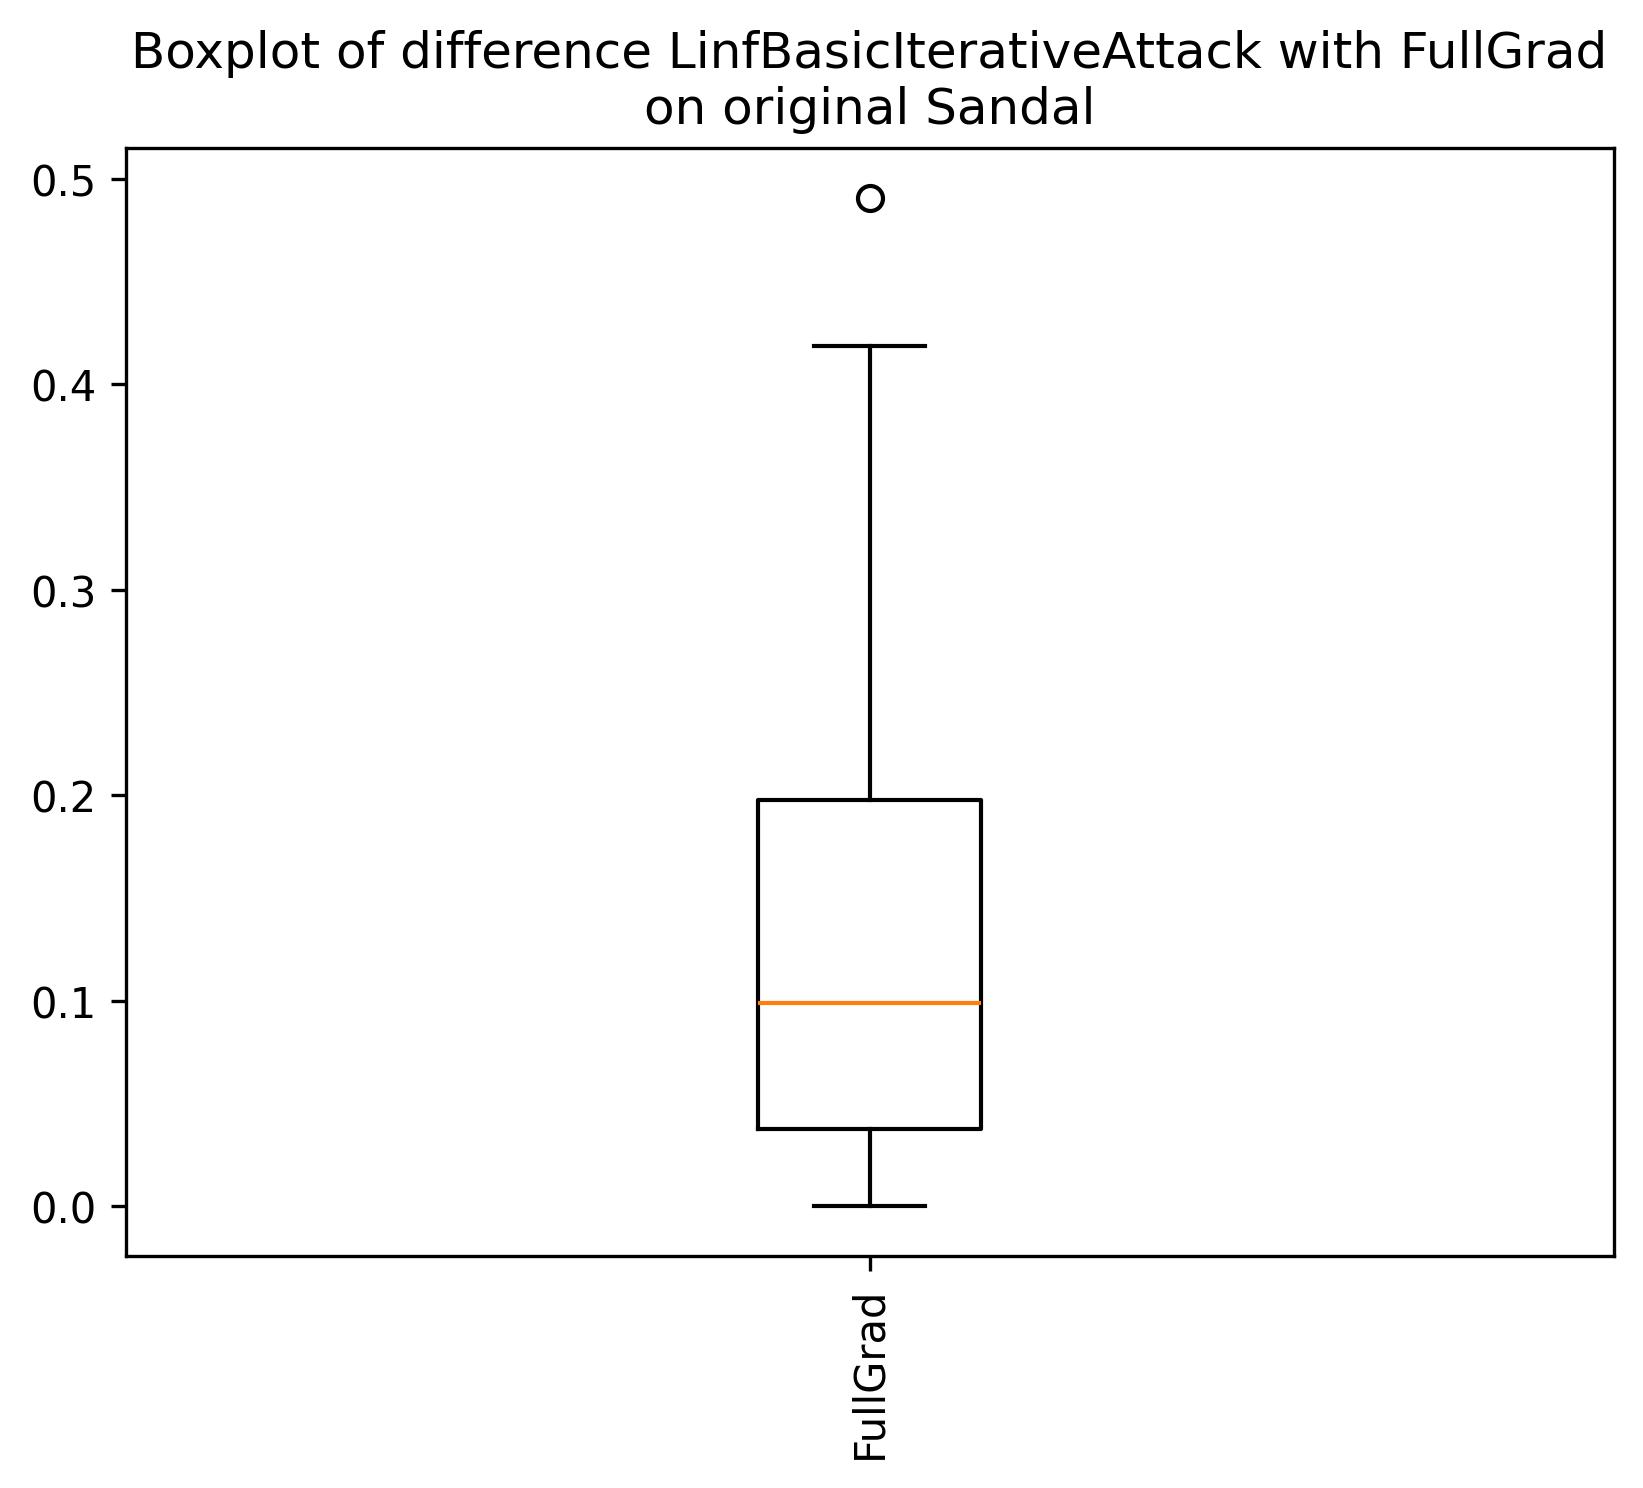 Boxplot of difference LinfBasicIterativeAttack with FullGrad
on original Sandal
0.5
0.4
0.3
0.2
0.1
0.0
FullGrad